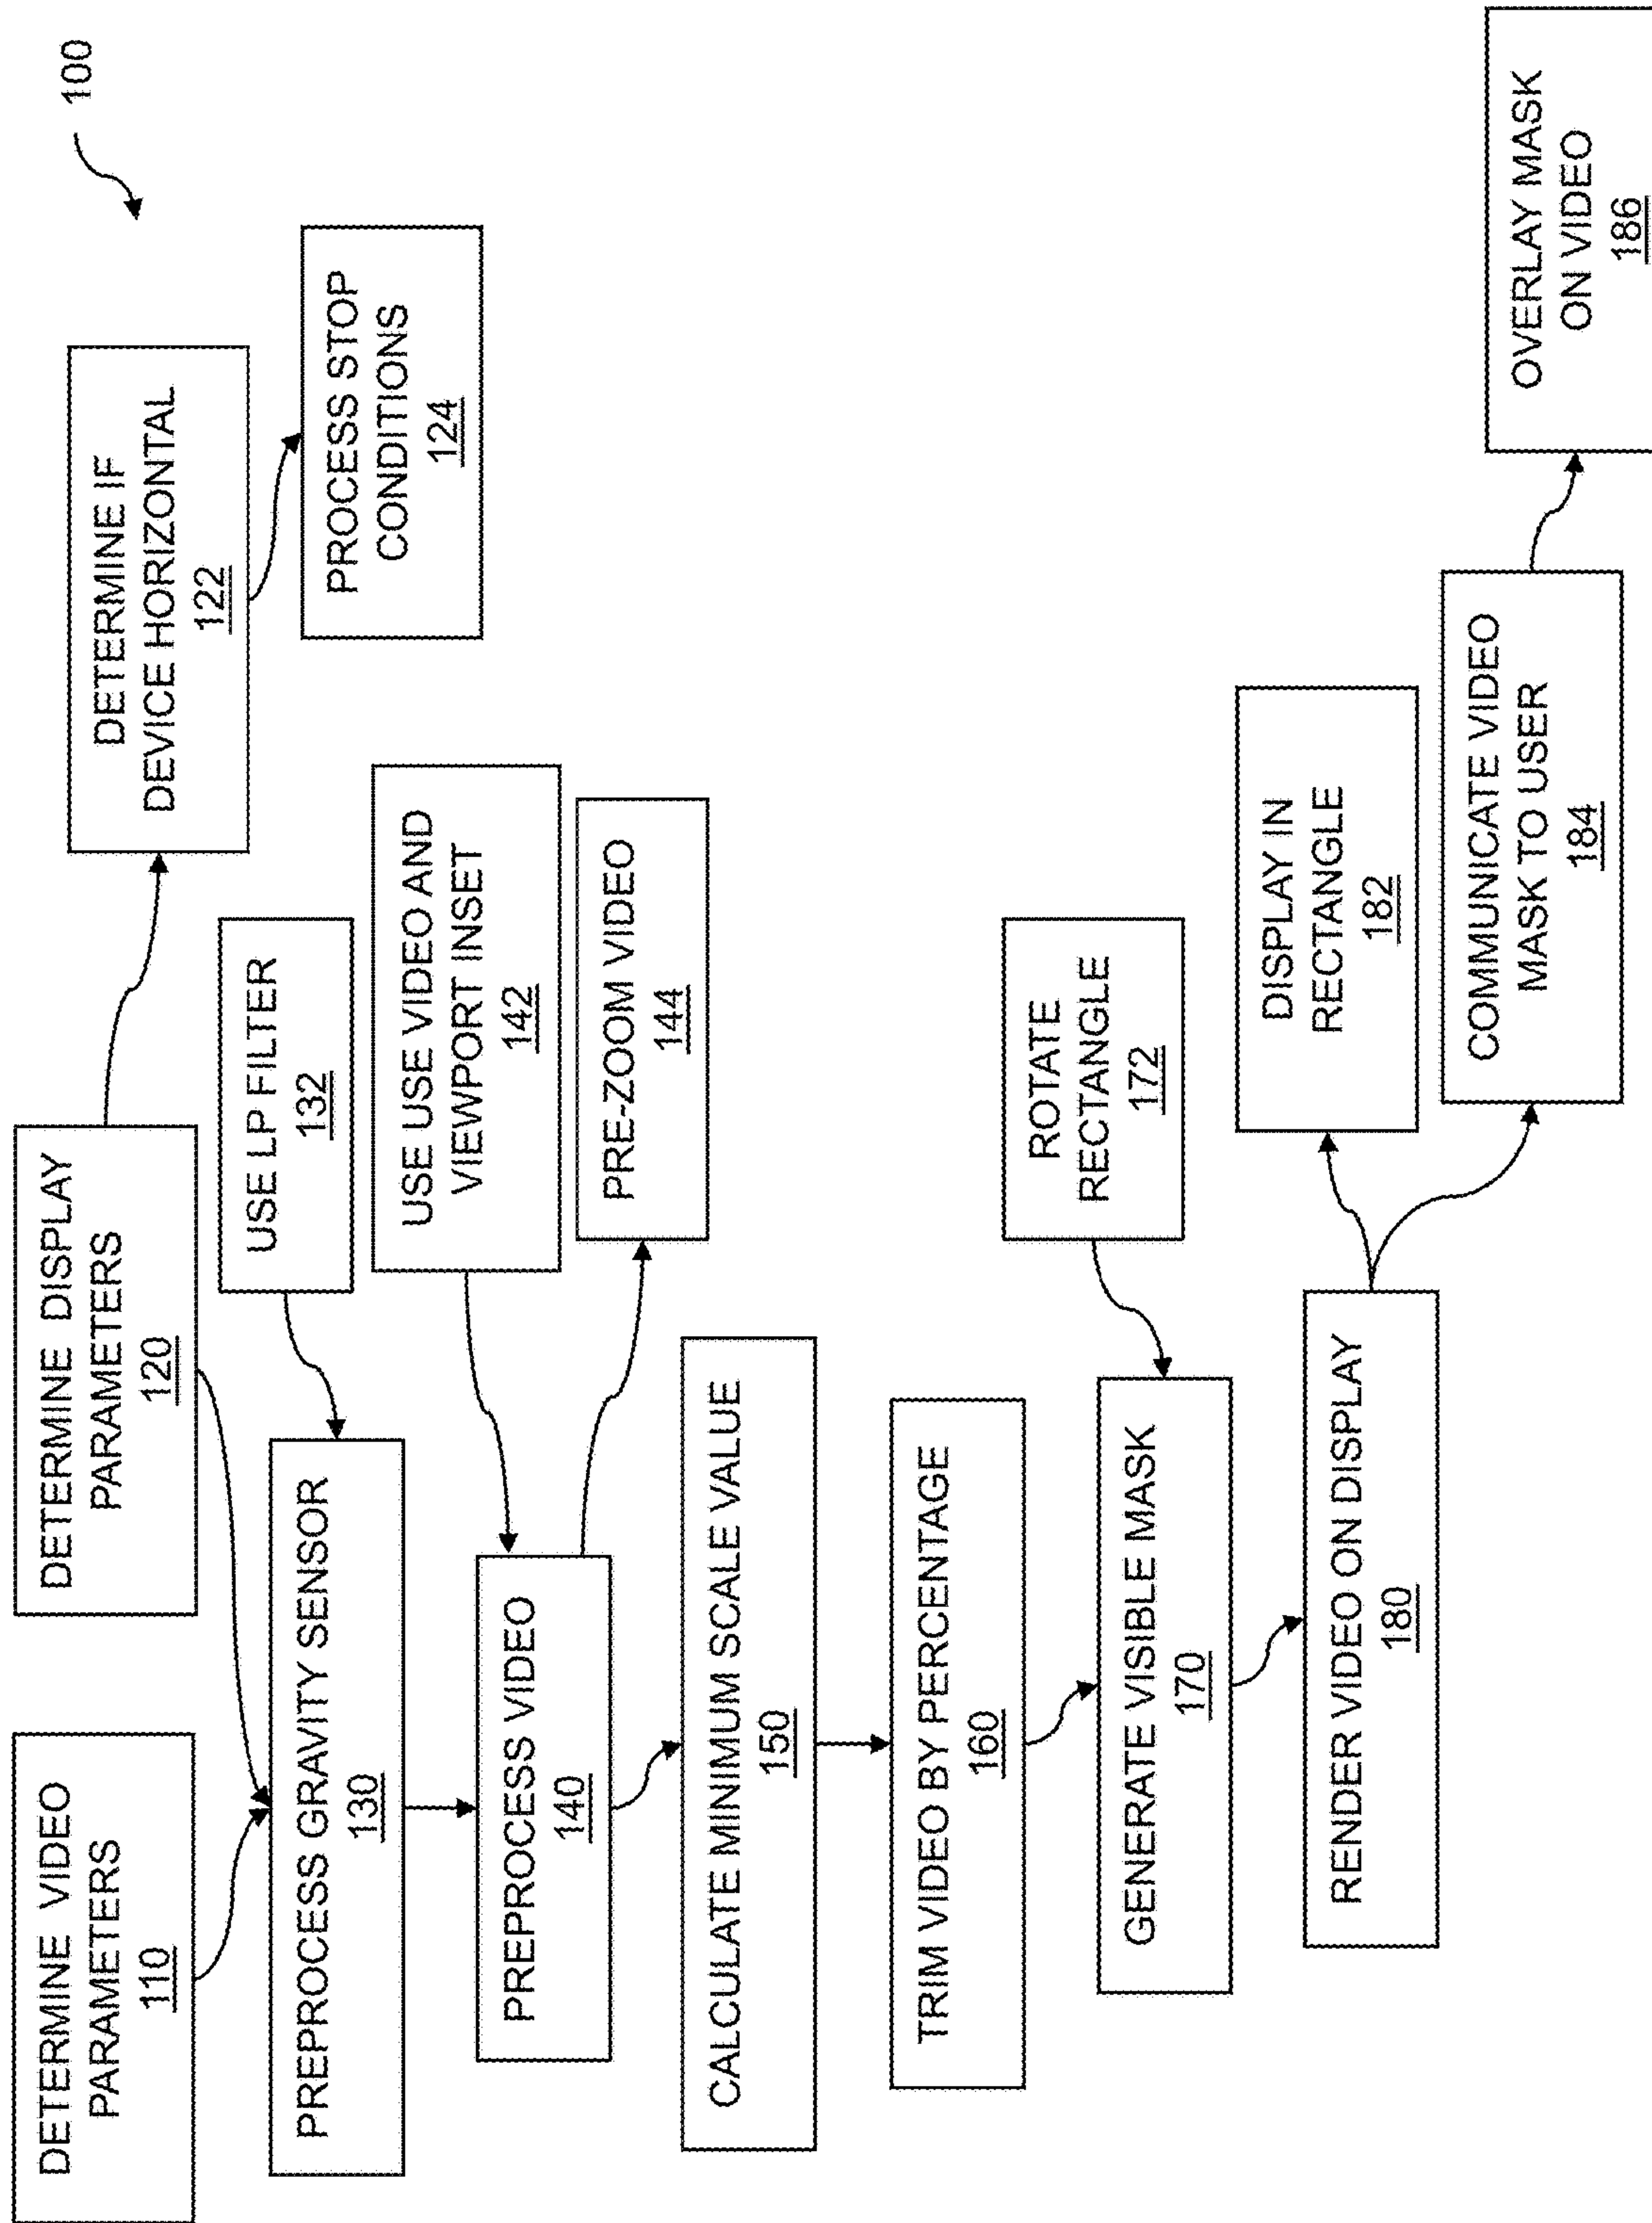 100
DETERMINE VIDEO
PARAMETERS
110
DETERMINE DISPLAY
PARAMETERS
120
DETERMINE IF
DEVICE HORIZONTAL
122
PROCESS STOP
CONDITIONS
124
PREPROCESS GRAVITY SENSOR
130
USE LP FILTER
132
PREPROCESS VIDEO
140
USE USE VIDEO AND
VIEWPORT INSET
142
PRE-ZOOM VIDEO
144
CALCULATE MINIMUM SCALE VALUE
150
TRIM VIDEO BY PERCENTAGE
160
GENERATE VISIBLE MASK
170
ROTATE
RECTANGLE
172
RENDER VIDEO ON DISPLAY
180
DISPLAY IN
RECTANGLE
182
COMMUNICATE VIDEO
MASK TO USER
184
OVERLAY MASK
ON VIDEO
186